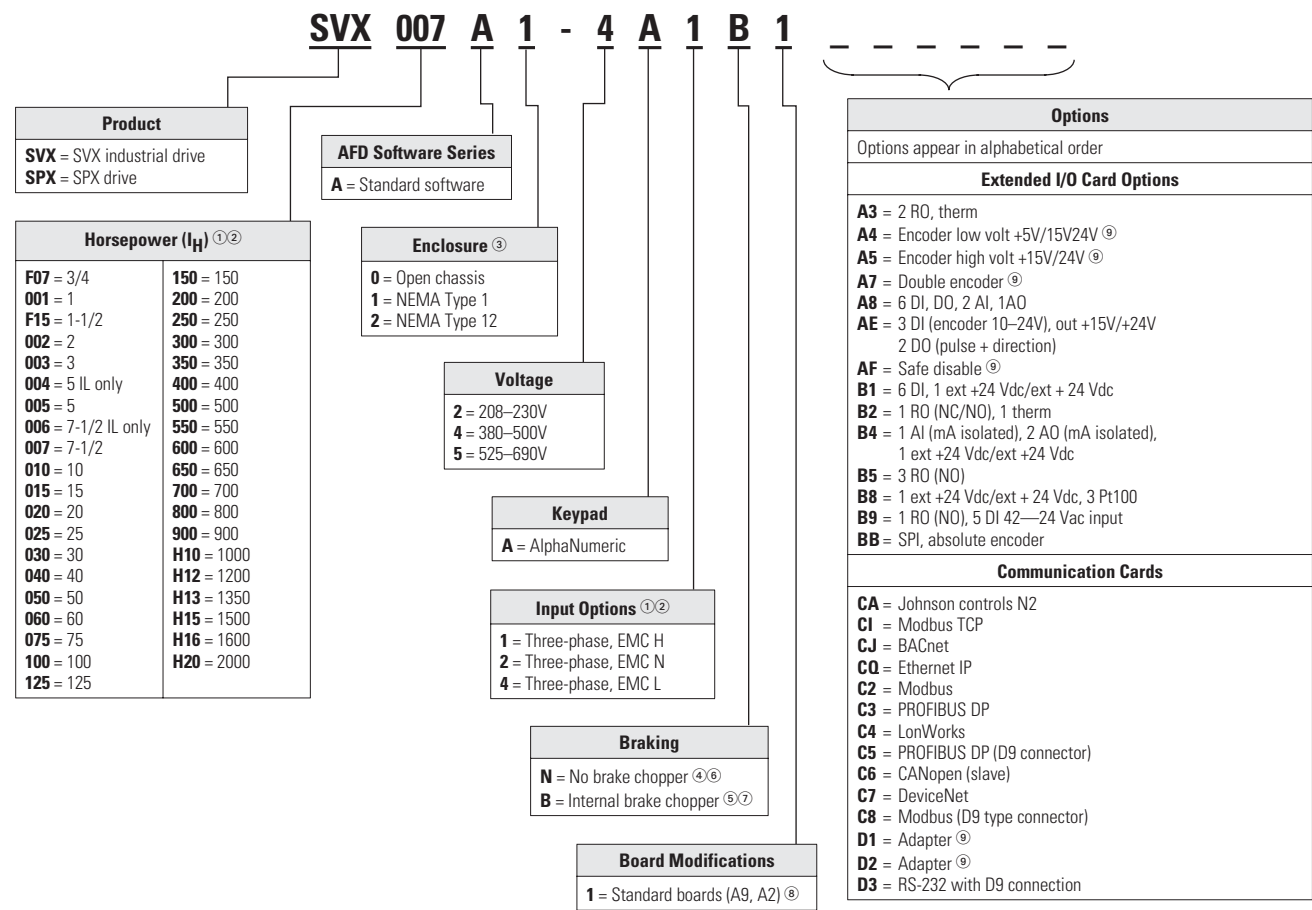 SVX 007 A 1 - 4 A 1 B 1 _ _ _ _ _
Product
SVX = SVX industrial drive
SPX = SPX drive
Horsepower (IH) ①②
F07 = 3/4
001 = 1
F15 = 1-1/2
002 = 2
003 = 3
004 = 5 IL only
005 = 5
006 = 7-1/2 IL only
007 = 7-1/2
010 = 10
015 = 15
020 = 20
025 = 25
030 = 30
040 = 40
050 = 50
060 = 60
075 = 75
100 = 100
125 = 125
150 = 150
200 = 200
250 = 250
300 = 300
350 = 350
400 = 400
500 = 500
550 = 550
600 = 600
650 = 650
700 = 700
800 = 800
900 = 900
H10 = 1000
H12 = 1200
H13 = 1350
H15 = 1500
H16 = 1600
H20 = 2000
AFD Software Series
A = Standard software
Enclosure ③
0 = Open chassis
1 = NEMA Type 1
2 = NEMA Type 12
Voltage
2 = 208–230V
4 = 380–500V
5 = 525–690V
Keypad
A = AlphaNumeric
Input Options ①②
1 = Three-phase, EMC H
2 = Three-phase, EMC N
4 = Three-phase, EMC L
Braking
N = No brake chopper ④⑥
B = Internal brake chopper ⑤⑦
Board Modifications
1 = Standard boards (A9, A2) ⑧
Options
Options appear in alphabetical order
Extended I/O Card Options
A3 = 2 RO, therm
A4 = Encoder low volt +5V/15V24V ⑨
A5 = Encoder high volt +15V/24V ⑨
A7 = Double encoder ⑨
A8 = 6 DI, DO, 2 AI, 1AO
AE = 3 DI (encoder 10–24V), out +15V/+24V
2 DO (pulse + direction)
AF = Safe disable ⑨
B1 = 6 DI, 1 ext +24 Vdc/ext + 24 Vdc
B2 = 1 RO (NC/NO), 1 therm
B4 = 1 AI (mA isolated), 2 AO (mA isolated),
1 ext +24 Vdc/ext +24 Vdc
B5 = 3 RO (NO)
B8 = 1 ext +24 Vdc/ext + 24 Vdc, 3 Pt100
B9 = 1 RO (NO), 5 DI 42—24 Vac input
BB = SPI, absolute encoder
Communication Cards
CA = Johnson controls N2
CI = Modbus TCP
CJ = BACnet
CQ = Ethernet IP
C2 = Modbus
C3 = PROFIBUS DP
C4 = LonWorks
C5 = PROFIBUS DP (D9 connector)
C6 = CANopen (slave)
C7 = DeviceNet
C8 = Modbus (D9 type connector)
D1 = Adapter ⑨
D2 = Adapter ⑨
D3 = RS-232 with D9 connection